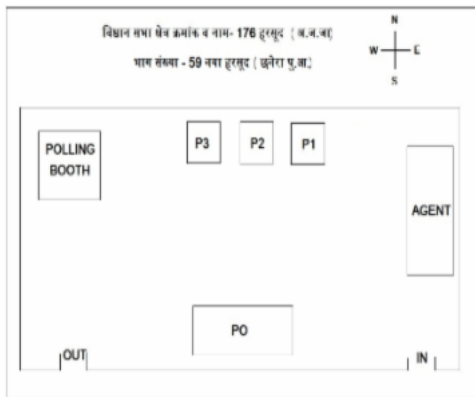 विधान सभा क्षेत्र क्रमांक व नाम- 176 हरसूद ( अ.ज.जा)
भाग संख्या - 59 नया हरसूद ( छनेरा पु.आ.)
N
W E
S
POLLING
BOOTH
P3 P2 P1
AGENT
PO
OUT
IN